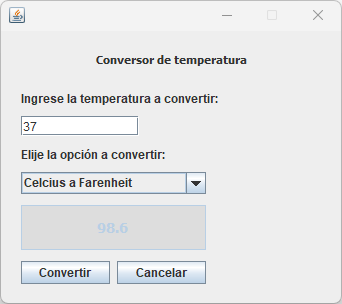 Conversor de temperatura
Ingrese la temperatura a convertir:
37
Elije la opción a convertir:
Celcius a Farenheit
98.6
Convertir Cancelar